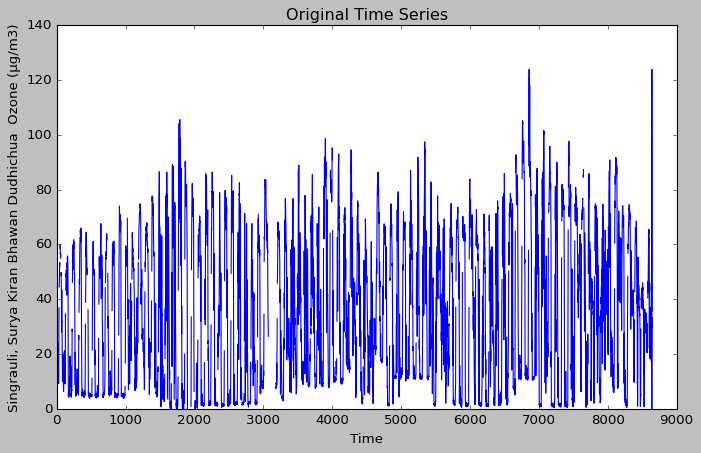 Original Time Series
Singrauli, Surya Kiran Bhawan Dudhichua  Ozone (µg/m3)
140
120
100
80
60
40
20
0
0 1000 2000 3000 4000 5000 6000 7000 8000 9000
Time